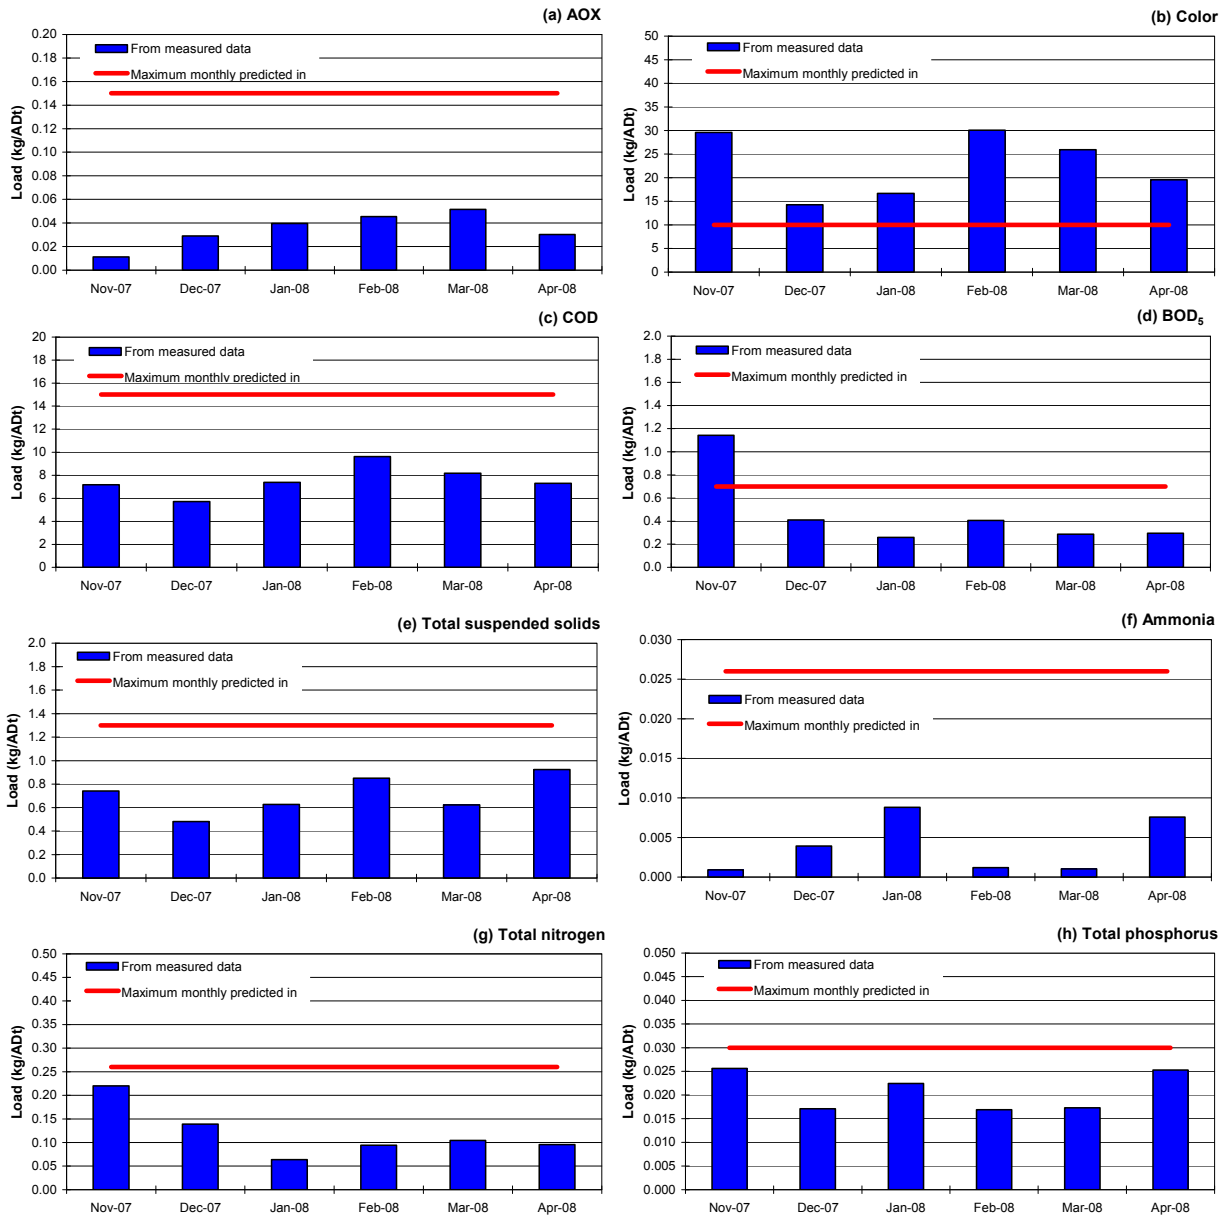 (a) AOX
Load (kg/ADt)
0.20
0.18
0.16
0.14
0.12
0.10
0.08
0.06
0.04
0.02
0.00
From measured data
Maximum monthly predicted in
Nov-07 Dec-07 Jan-08 Feb-08 Mar-08 Apr-08
(b) Color
Load (kg/ADt)
50
45
40
35
30
25
20
15
10
5
0
From measured data
Maximum monthly predicted in
Nov-07 Dec-07 Jan-08 Feb-08 Mar-08 Apr-08
(c) COD
Load (kg/ADt)
20
18
16
14
12
10
8
6
4
2
0
From measured data
Maximum monthly predicted in
Nov-07 Dec-07 Jan-08 Feb-08 Mar-08 Apr-08
(d) BOD₅
Load (kg/ADt)
2.0
1.8
1.6
1.4
1.2
1.0
0.8
0.6
0.4
0.2
0.0
From measured data
Maximum monthly predicted in
Nov-07 Dec-07 Jan-08 Feb-08 Mar-08 Apr-08
(e) Total suspended solids
Load (kg/ADt)
2.0
1.8
1.6
1.4
1.2
1.0
0.8
0.6
0.4
0.2
0.0
From measured data
Maximum monthly predicted in
Nov-07 Dec-07 Jan-08 Feb-08 Mar-08 Apr-08
(f) Ammonia
Load (kg/ADt)
0.030
0.025
0.020
0.015
0.010
0.005
0.000
From measured data
Maximum monthly predicted in
Nov-07 Dec-07 Jan-08 Feb-08 Mar-08 Apr-08
(g) Total nitrogen
Load (kg/ADt)
0.50
0.45
0.40
0.35
0.30
0.25
0.20
0.15
0.10
0.05
0.00
From measured data
Maximum monthly predicted in
Nov-07 Dec-07 Jan-08 Feb-08 Mar-08 Apr-08
(h) Total phosphorus
Load (kg/ADt)
0.050
0.045
0.040
0.035
0.030
0.025
0.020
0.015
0.010
0.005
0.000
From measured data
Maximum monthly predicted in
Nov-07 Dec-07 Jan-08 Feb-08 Mar-08 Apr-08